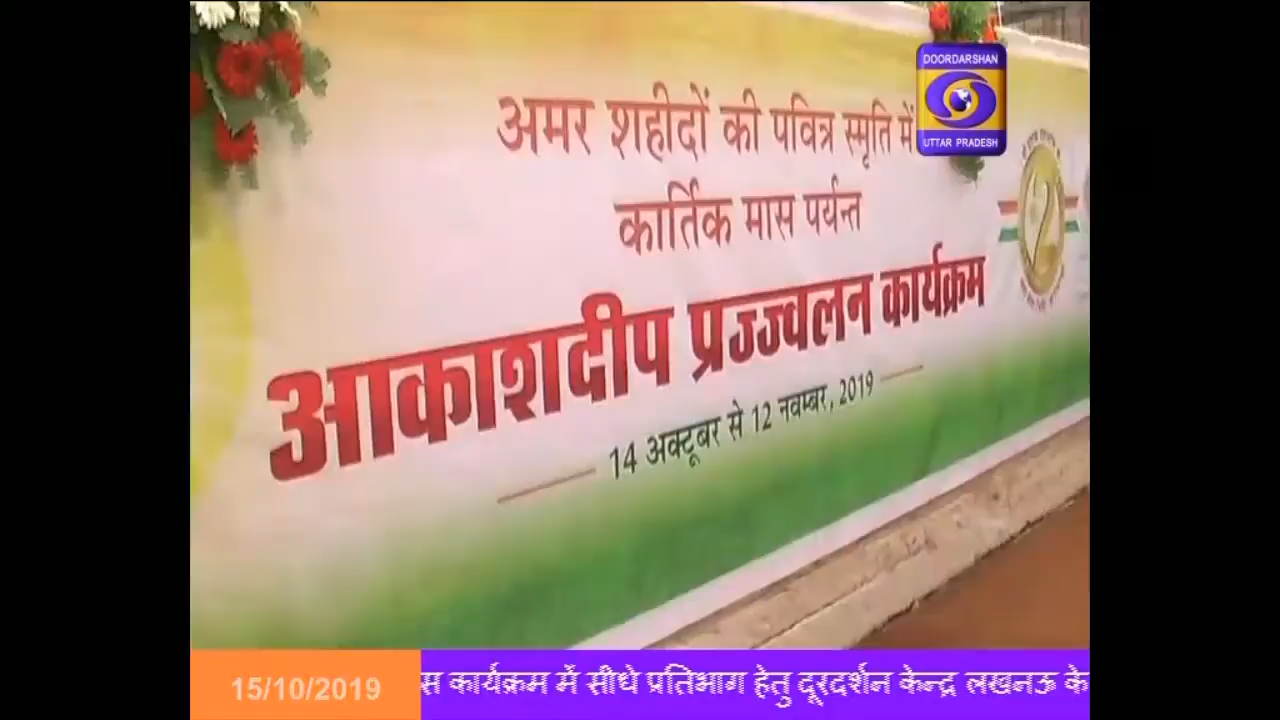 DOORDARSHAN
UTTAR PRADESH
अमर शहीदों की पवित्र स्मृति में
कार्तिक मास पर्यन्त
आकाशदीप प्रज्ज्वलन कार्यक्रम
14 अक्टूबर से 12 नवम्बर, 2019
15/10/2019
स कार्यक्रम में सीधे प्रतिभाग हेतु दूरदर्शन केन्द्र लखनऊ के